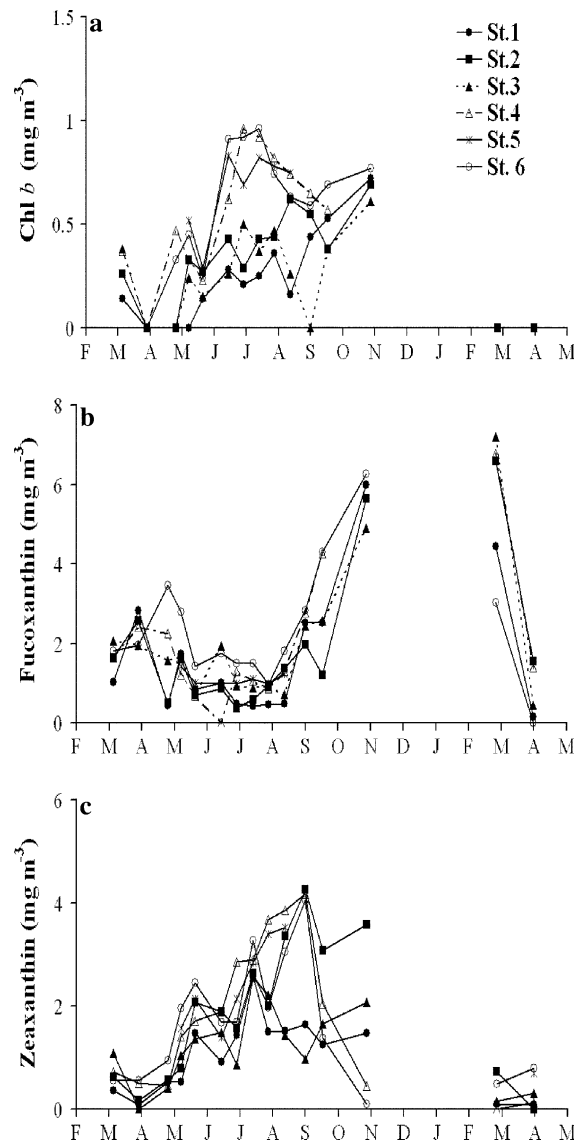 a
St.1
St.2
St.3
St.4
St.5
St. 6
Chl b (mg m⁻³)
1.5
1
0.5
0
F M A M J J A S O N D J F M A M
b
Fucoxanthin (mg m⁻³)
8
6
4
2
0
F M A M J J A S O N D J F M A M
c
Zeaxanthin (mg m⁻³)
6
4
2
0
F M A M J J A S O N D J F M A M